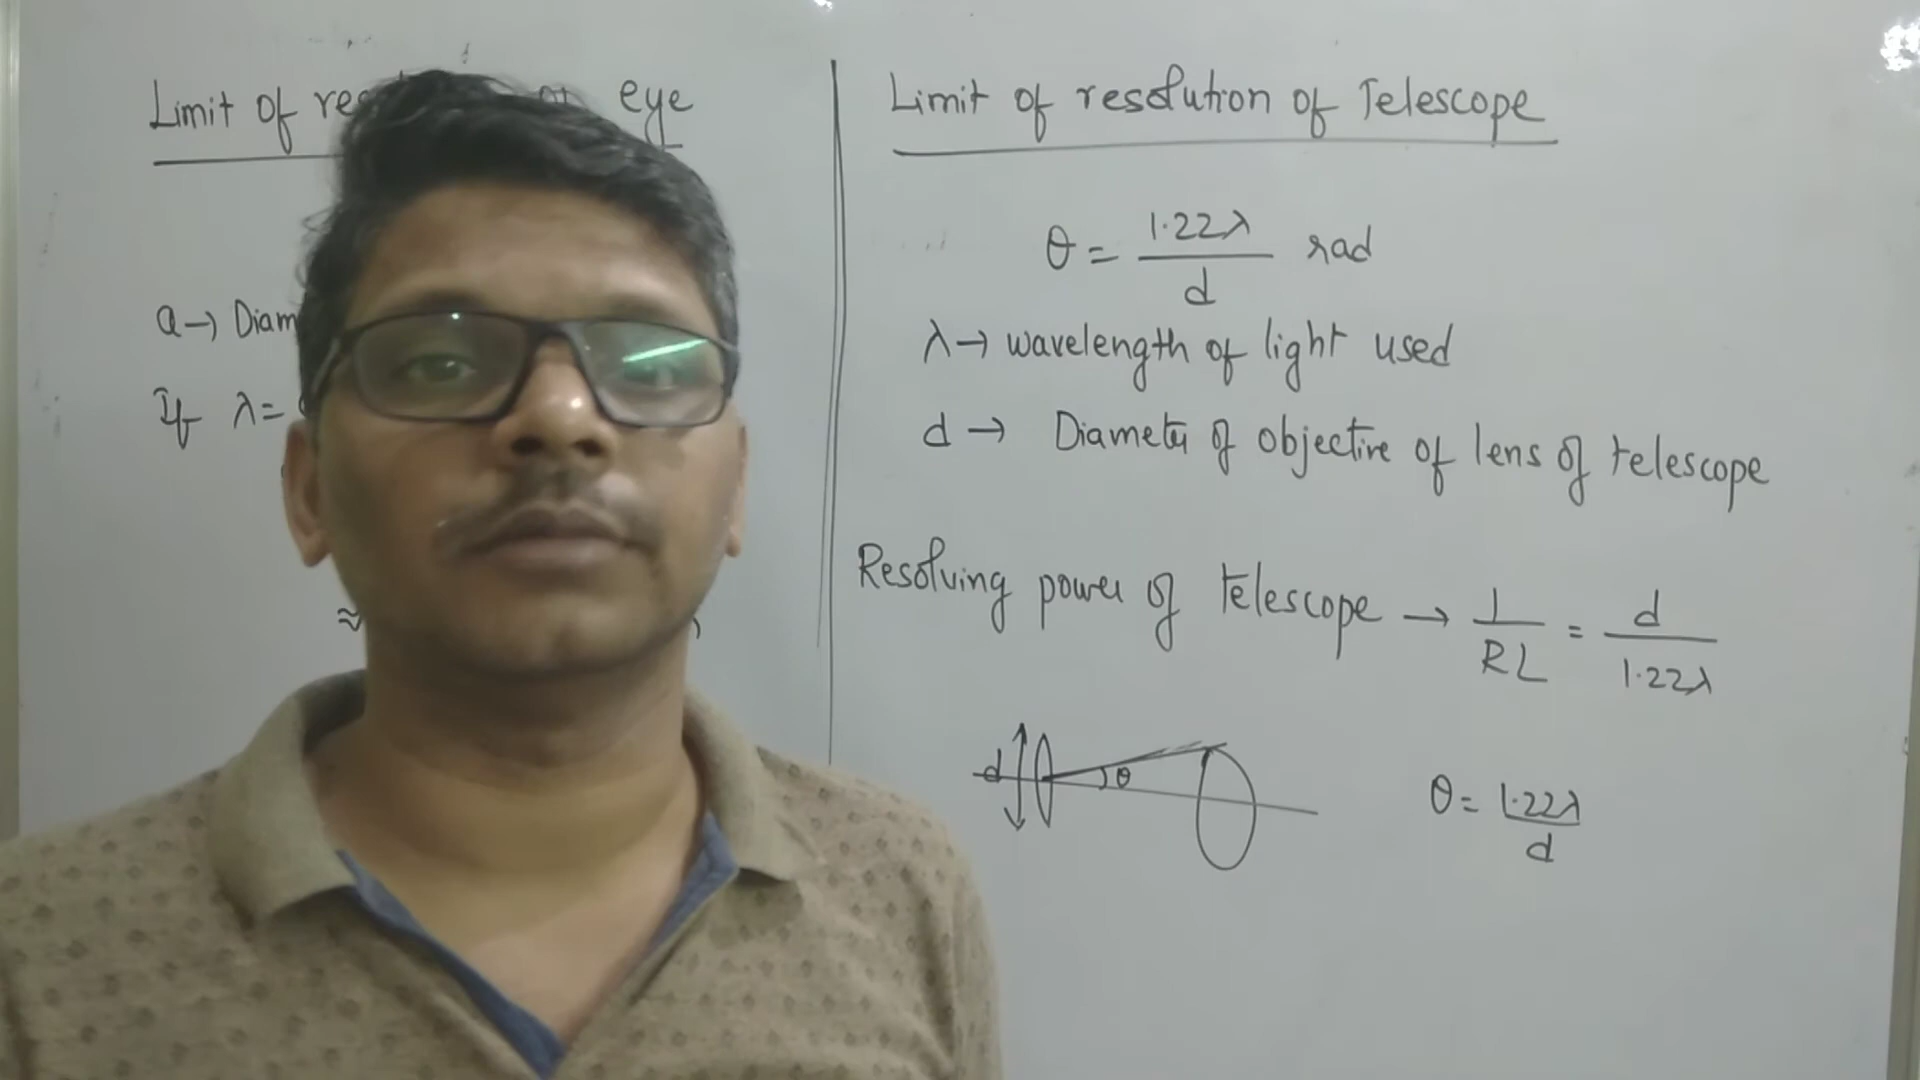 Limit of eye
a → Diam
If λ =
≈
Limit of resolution of Telescope
θ = 1.22λ / d rad
λ → wavelength of light used
d → Diameter of objective of lens of telescope
Resolving power of telescope → 1 / RL = d / 1.22λ
d θ
θ = 1.22λ / d